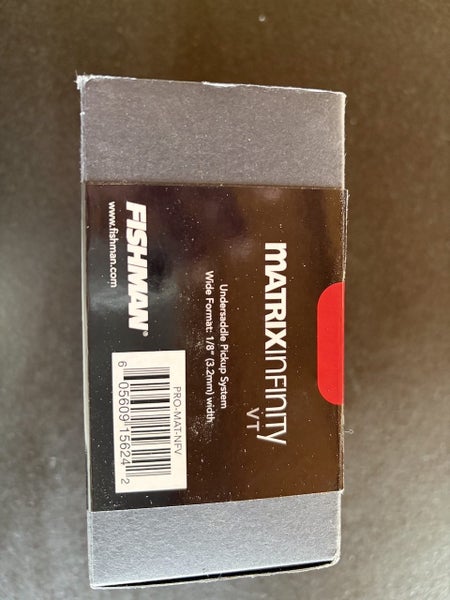 mATRIXInFInITY
VT
Undersaddle Pickup System
Wide Format: 1/8" (3.2mm) width
FISHMAN®
www.fishman.com
PRO-MAT-NFV
6 05609 15624 2